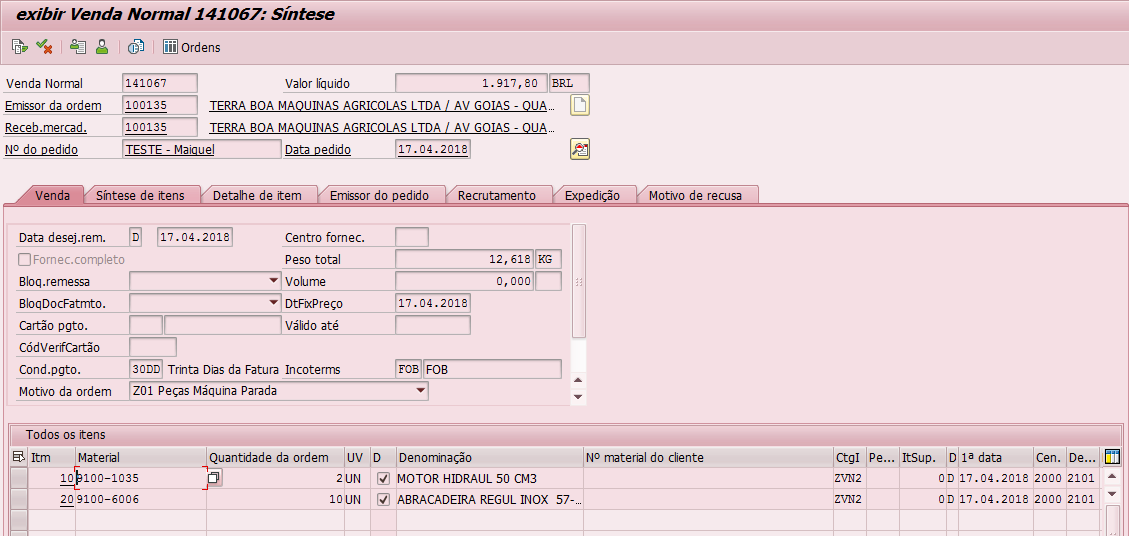 exibir Venda Normal 141067: Síntese
Ordens
Venda Normal 141067 Valor líquido 1.917,80 BRL
Emissor da ordem 100135 TERRA BOA MAQUINAS AGRICOLAS LTDA / AV GOIAS - QUA...
Receb.mercad. 100135 TERRA BOA MAQUINAS AGRICOLAS LTDA / AV GOIAS - QUA...
Nº do pedido TESTE - Maiquel Data pedido 17.04.2018
Venda Síntese de itens Detalhe de item Emissor do pedido Recrutamento Expedição Motivo de recusa
Data desej.rem. D 17.04.2018 Centro fornec.
Fornec.completo Peso total 12,618 KG
Bloq.remessa Volume 0,000
BloqDocFatmto. DtFixPreço 17.04.2018
Cartão pgto. Válido até
CódVerifCartão
Cond.pgto. 30DD Trinta Dias da Fatura Incoterms FOB FOB
Motivo da ordem Z01 Peças Máquina Parada
Todos os itens
Itm Material Quantidade da ordem UV D Denominação Nº material do cliente CtgI Pe... ItSup. D 1ª data Cen. De...
10 9100-1035 2 UN MOTOR HIDRAUL 50 CM3 ZVN2 0 D 17.04.2018 2000 2101
20 9100-6006 10 UN ABRACADEIRA REGUL INOX 57-... ZVN2 0 D 17.04.2018 2000 2101